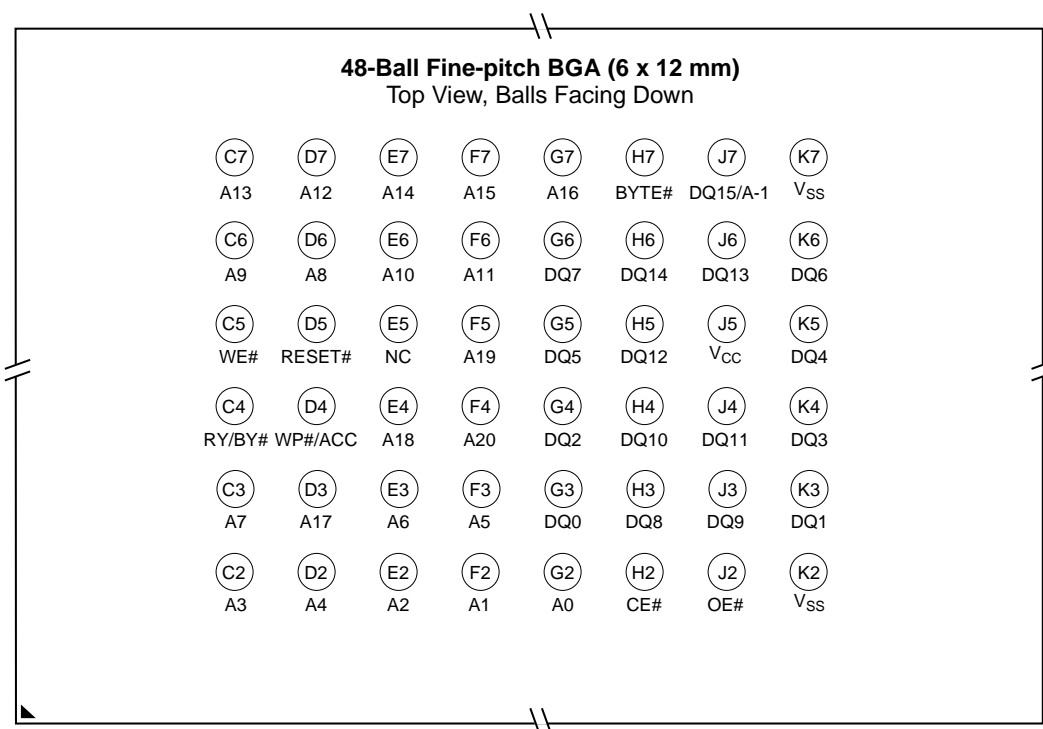 48-Ball Fine-pitch BGA (6 x 12 mm)
Top View, Balls Facing Down
C7 D7 E7 F7 G7 H7 J7 K7
A13 A12 A14 A15 A16 BYTE# DQ15/A-1 VSS
C6 D6 E6 F6 G6 H6 J6 K6
A9 A8 A10 A11 DQ7 DQ14 DQ13 DQ6
C5 D5 E5 F5 G5 H5 J5 K5
WE# RESET# NC A19 DQ5 DQ12 VCC DQ4
C4 D4 E4 F4 G4 H4 J4 K4
RY/BY# WP#/ACC A18 A20 DQ2 DQ10 DQ11 DQ3
C3 D3 E3 F3 G3 H3 J3 K3
A7 A17 A6 A5 DQ0 DQ8 DQ9 DQ1
C2 D2 E2 F2 G2 H2 J2 K2
A3 A4 A2 A1 A0 CE# OE# VSS